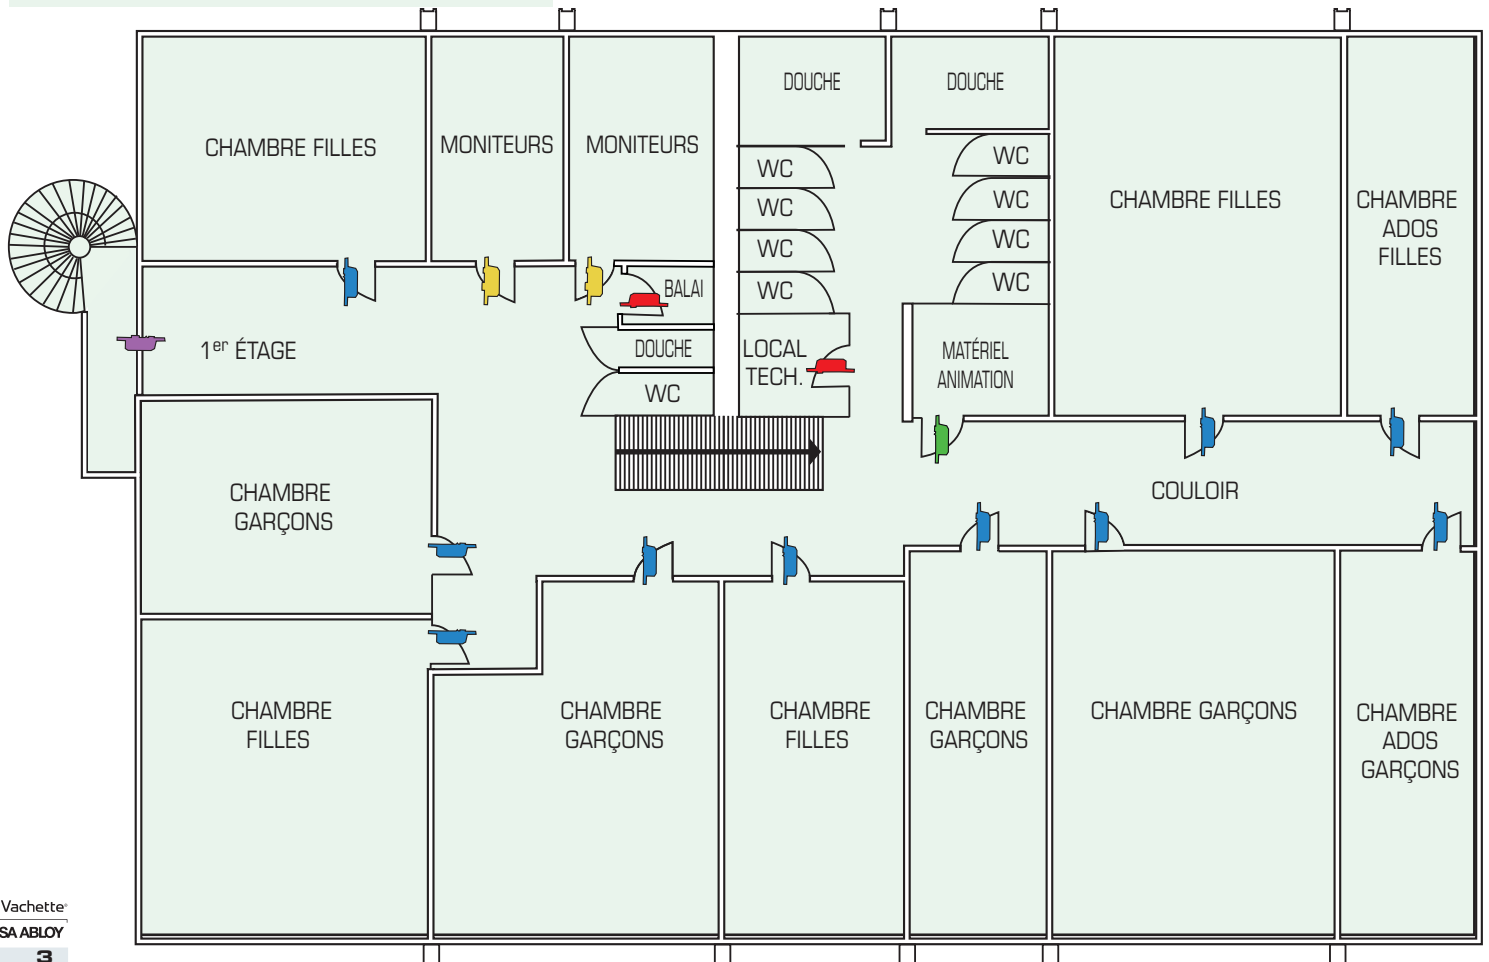 DOUCHE
DOUCHE
CHAMBRE FILLES
MONITEURS
MONITEURS
WC
WC
WC
WC
WC
WC
WC
WC
CHAMBRE FILLES
CHAMBRE
ADOS
FILLES
BALAI
1er ÉTAGE
DOUCHE
WC
LOCAL
TECH.
MATÉRIEL
ANIMATION
CHAMBRE
GARÇONS
COULOIR
CHAMBRE
FILLES
CHAMBRE
GARÇONS
CHAMBRE
FILLES
CHAMBRE
GARÇONS
CHAMBRE GARÇONS
CHAMBRE
ADOS
GARÇONS
Vachette
SA ABLOY
3